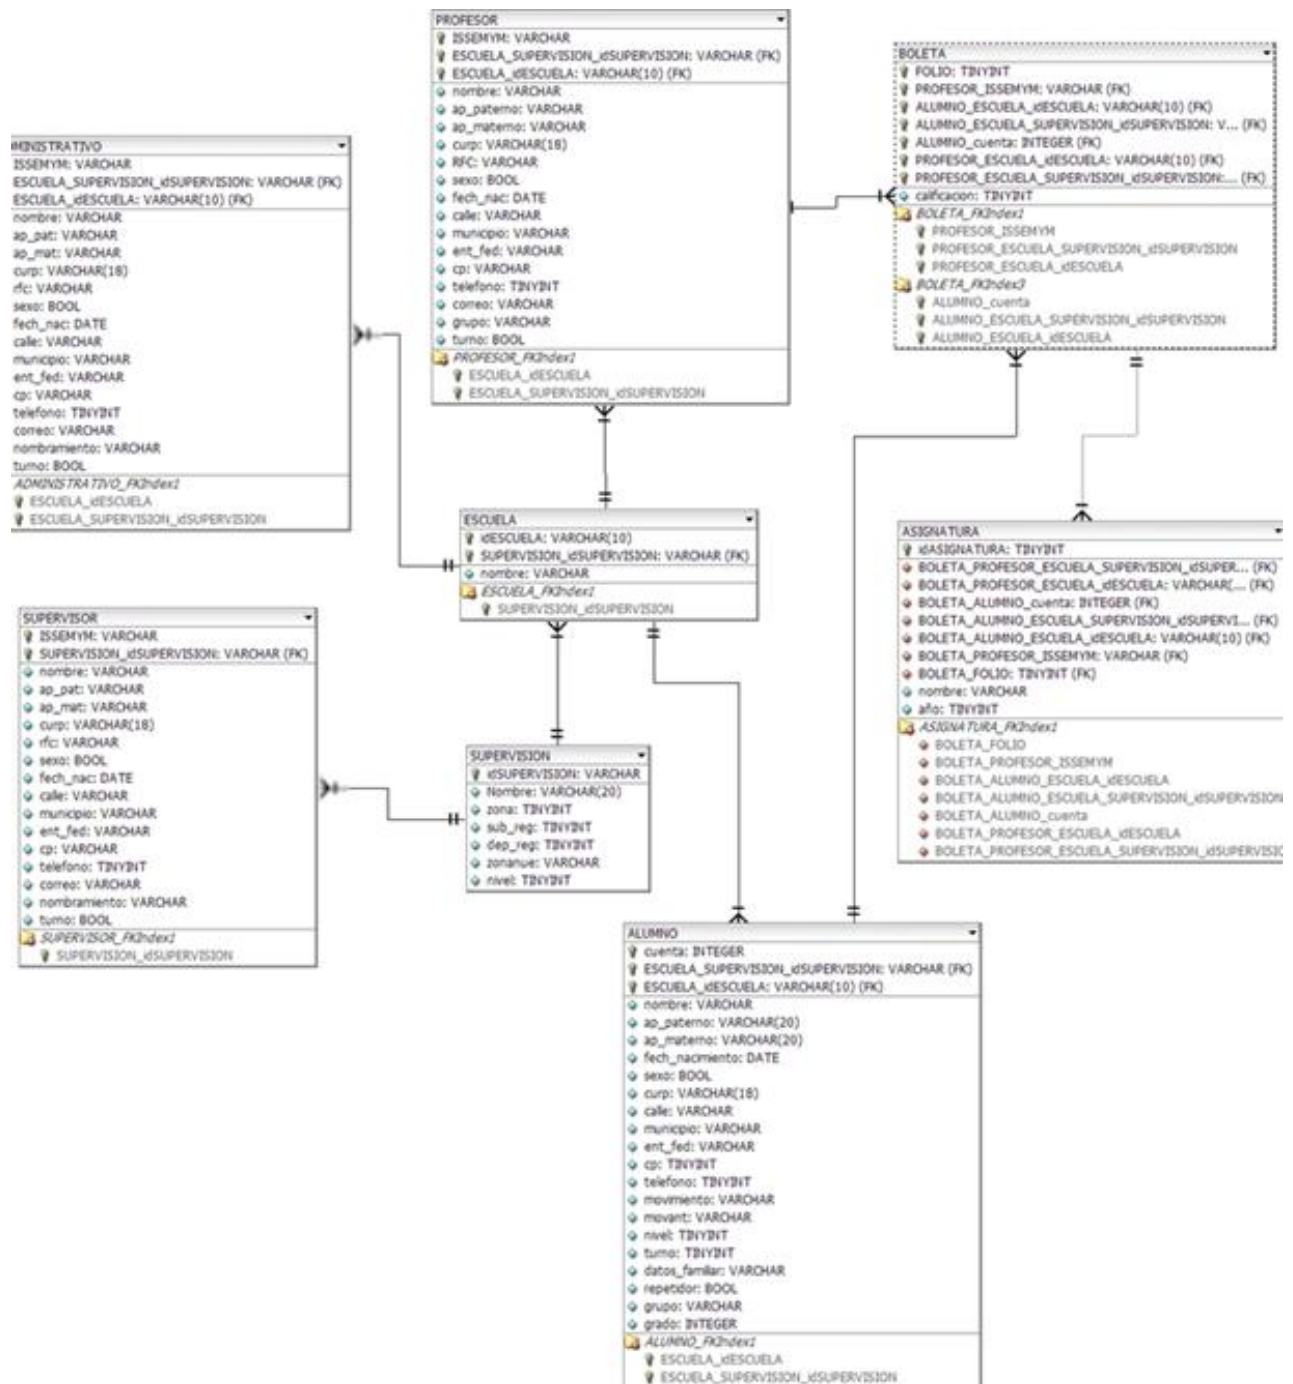 PROFESOR
ISSEMYM: VARCHAR
ESCUELA_SUPERVISION_idSUPERVISION: VARCHAR (FK)
ESCUELA_idESCUELA: VARCHAR(10) (FK)
nombre: VARCHAR
ap_paterno: VARCHAR
ap_materno: VARCHAR
curp: VARCHAR(18)
RFC: VARCHAR
sexo: BOOL
fech_nac: DATE
calle: VARCHAR
municipio: VARCHAR
ent_fed: VARCHAR
cp: VARCHAR
telefono: TINYINT
correo: VARCHAR
grupo: VARCHAR
turno: BOOL
PROFESOR_FKIndex1
ESCUELA_idESCUELA
ESCUELA_SUPERVISION_idSUPERVISION
BOLETA
FOLIO: TINYINT
PROFESOR_ISSEMYM: VARCHAR (FK)
ALUMNO_ESCUELA_idESCUELA: VARCHAR(10) (FK)
ALUMNO_ESCUELA_SUPERVISION_idSUPERVISION: V... (FK)
ALUMNO_cuenta: INTEGER (FK)
PROFESOR_ESCUELA_idESCUELA: VARCHAR(10) (FK)
PROFESOR_ESCUELA_SUPERVISION_idSUPERVISION:... (FK)
calificacion: TINYINT
BOLETA_FKIndex1
PROFESOR_ISSEMYM
PROFESOR_ESCUELA_SUPERVISION_idSUPERVISION
PROFESOR_ESCUELA_idESCUELA
BOLETA_FKIndex3
ALUMNO_cuenta
ALUMNO_ESCUELA_SUPERVISION_idSUPERVISION
ALUMNO_ESCUELA_idESCUELA
MINISTRATIVO
ISSEMYM: VARCHAR
ESCUELA_SUPERVISION_idSUPERVISION: VARCHAR (FK)
ESCUELA_idESCUELA: VARCHAR(10) (FK)
nombre: VARCHAR
ap_pat: VARCHAR
ap_mat: VARCHAR
curp: VARCHAR(18)
rfc: VARCHAR
sexo: BOOL
fech_nac: DATE
calle: VARCHAR
municipio: VARCHAR
ent_fed: VARCHAR
cp: VARCHAR
telefono: TINYINT
correo: VARCHAR
nombramiento: VARCHAR
turno: BOOL
ADMINISTRATIVO_FKIndex1
ESCUELA_idESCUELA
ESCUELA_SUPERVISION_idSUPERVISION
ESCUELA
idESCUELA: VARCHAR(10)
SUPERVISION_idSUPERVISION: VARCHAR (FK)
nombre: VARCHAR
ESCUELA_FKIndex1
SUPERVISION_idSUPERVISION
ASIGNATURA
idASIGNATURA: TINYINT
BOLETA_PROFESOR_ESCUELA_SUPERVISION_idSUPER... (FK)
BOLETA_PROFESOR_ESCUELA_idESCUELA: VARCHAR(... (FK)
BOLETA_ALUMNO_cuenta: INTEGER (FK)
BOLETA_ALUMNO_ESCUELA_SUPERVISION_idSUPERVI... (FK)
BOLETA_ALUMNO_ESCUELA_idESCUELA: VARCHAR(10) (FK)
BOLETA_PROFESOR_ISSEMYM: VARCHAR (FK)
BOLETA_FOLIO: TINYINT (FK)
nombre: VARCHAR
año: TINYINT
ASIGNATURA_FKIndex1
BOLETA_FOLIO
BOLETA_PROFESOR_ISSEMYM
BOLETA_ALUMNO_ESCUELA_idESCUELA
BOLETA_ALUMNO_ESCUELA_SUPERVISION_idSUPERVISION
BOLETA_ALUMNO_cuenta
BOLETA_PROFESOR_ESCUELA_idESCUELA
BOLETA_PROFESOR_ESCUELA_SUPERVISION_idSUPERVISIO
SUPERVISOR
ISSEMYM: VARCHAR
SUPERVISION_idSUPERVISION: VARCHAR (FK)
nombre: VARCHAR
ap_pat: VARCHAR
ap_mat: VARCHAR
curp: VARCHAR(18)
rfc: VARCHAR
sexo: BOOL
fech_nac: DATE
calle: VARCHAR
municipio: VARCHAR
ent_fed: VARCHAR
cp: VARCHAR
telefono: TINYINT
correo: VARCHAR
nombramiento: VARCHAR
turno: BOOL
SUPERVISOR_FKIndex1
SUPERVISION_idSUPERVISION
SUPERVISION
idSUPERVISION: VARCHAR
Nombre: VARCHAR(20)
zona: TINYINT
sub_reg: TINYINT
dep_reg: TINYINT
zonanue: VARCHAR
nivel: TINYINT
ALUMNO
cuenta: INTEGER
ESCUELA_SUPERVISION_idSUPERVISION: VARCHAR (FK)
ESCUELA_idESCUELA: VARCHAR(10) (FK)
nombre: VARCHAR
ap_paterno: VARCHAR(20)
ap_materno: VARCHAR(20)
fech_nacimiento: DATE
sexo: BOOL
curp: VARCHAR(18)
calle: VARCHAR
municipio: VARCHAR
ent_fed: VARCHAR
cp: TINYINT
telefono: TINYINT
movimiento: VARCHAR
movant: VARCHAR
nivel: TINYINT
turno: TINYINT
datos_familiar: VARCHAR
repetidor: BOOL
grupo: VARCHAR
grado: INTEGER
ALUMNO_FKIndex1
ESCUELA_idESCUELA
ESCUELA_SUPERVISION_idSUPERVISION